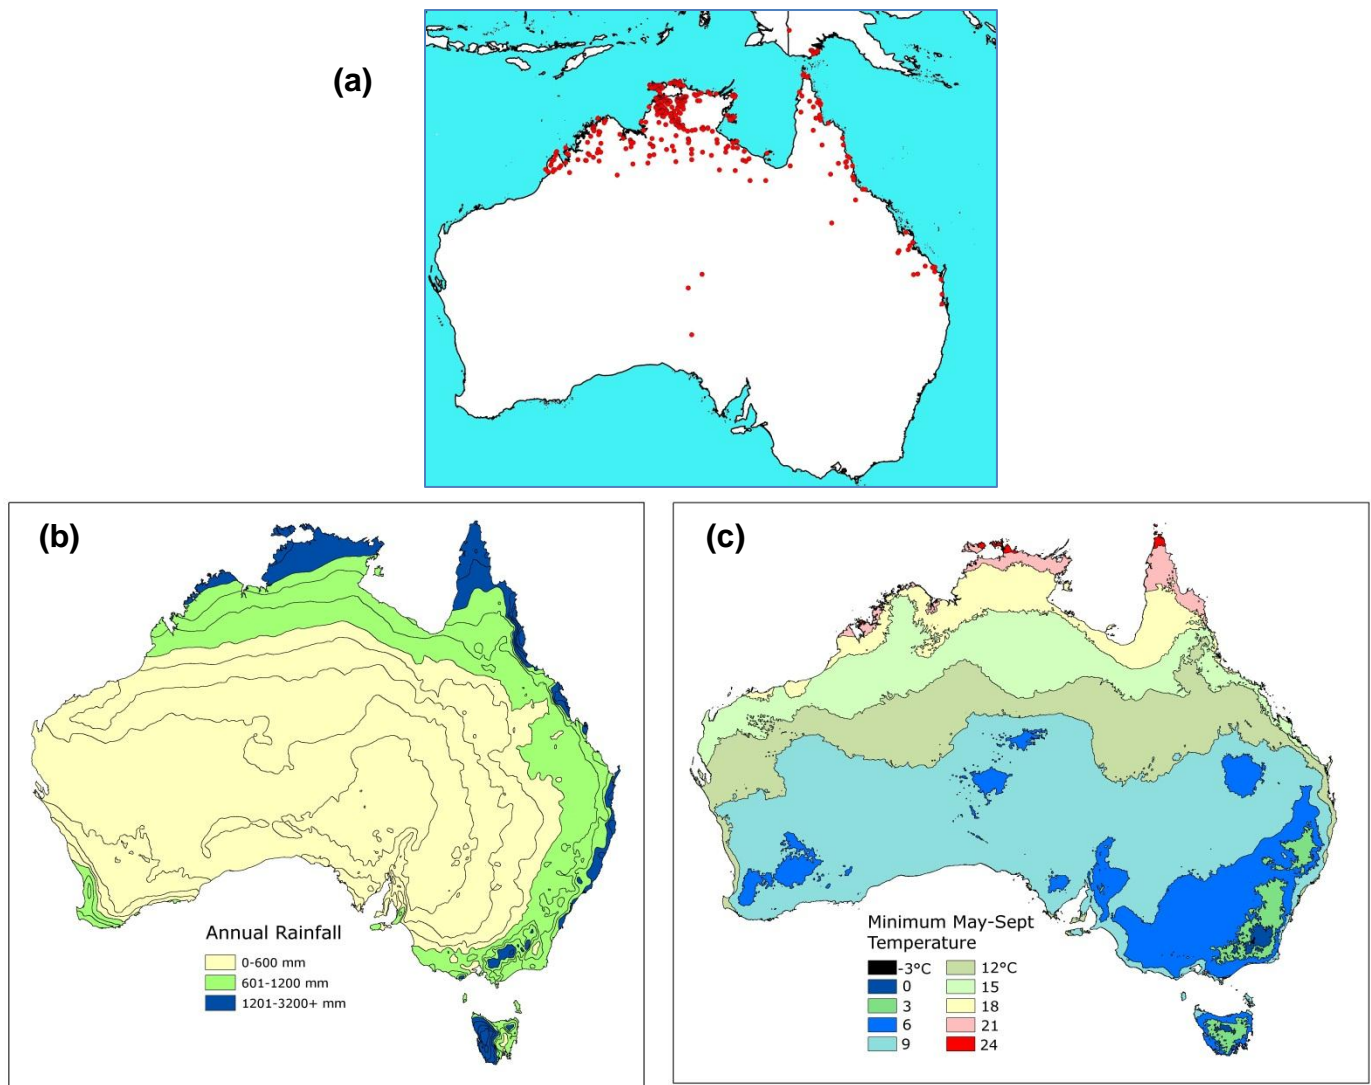 (a)
(b)
Annual Rainfall
0-600 mm
601-1200 mm
1201-3200+ mm
(c)
Minimum May-Sept
Temperature
-3°C
0
3
6
9
12°C
15
18
21
24